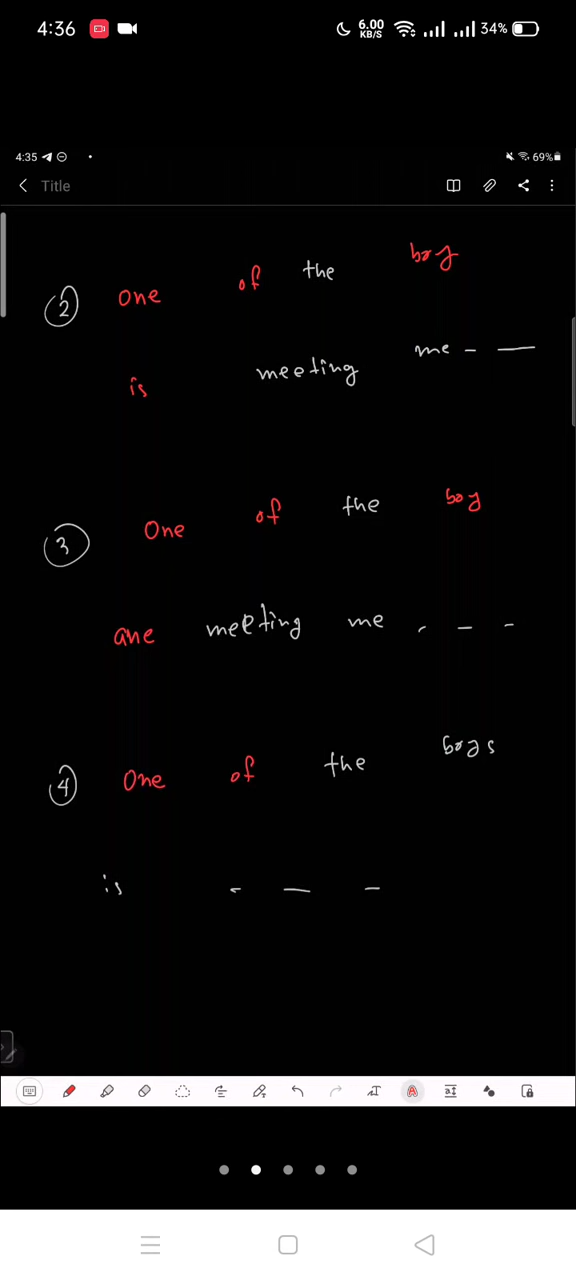 4:36 6.00 KB/S 34%
4:35 69%
Title
2 one of the boy
is meeting me - —
3 One of the boy
are meeting me - - -
4 One of the boys
is - — -